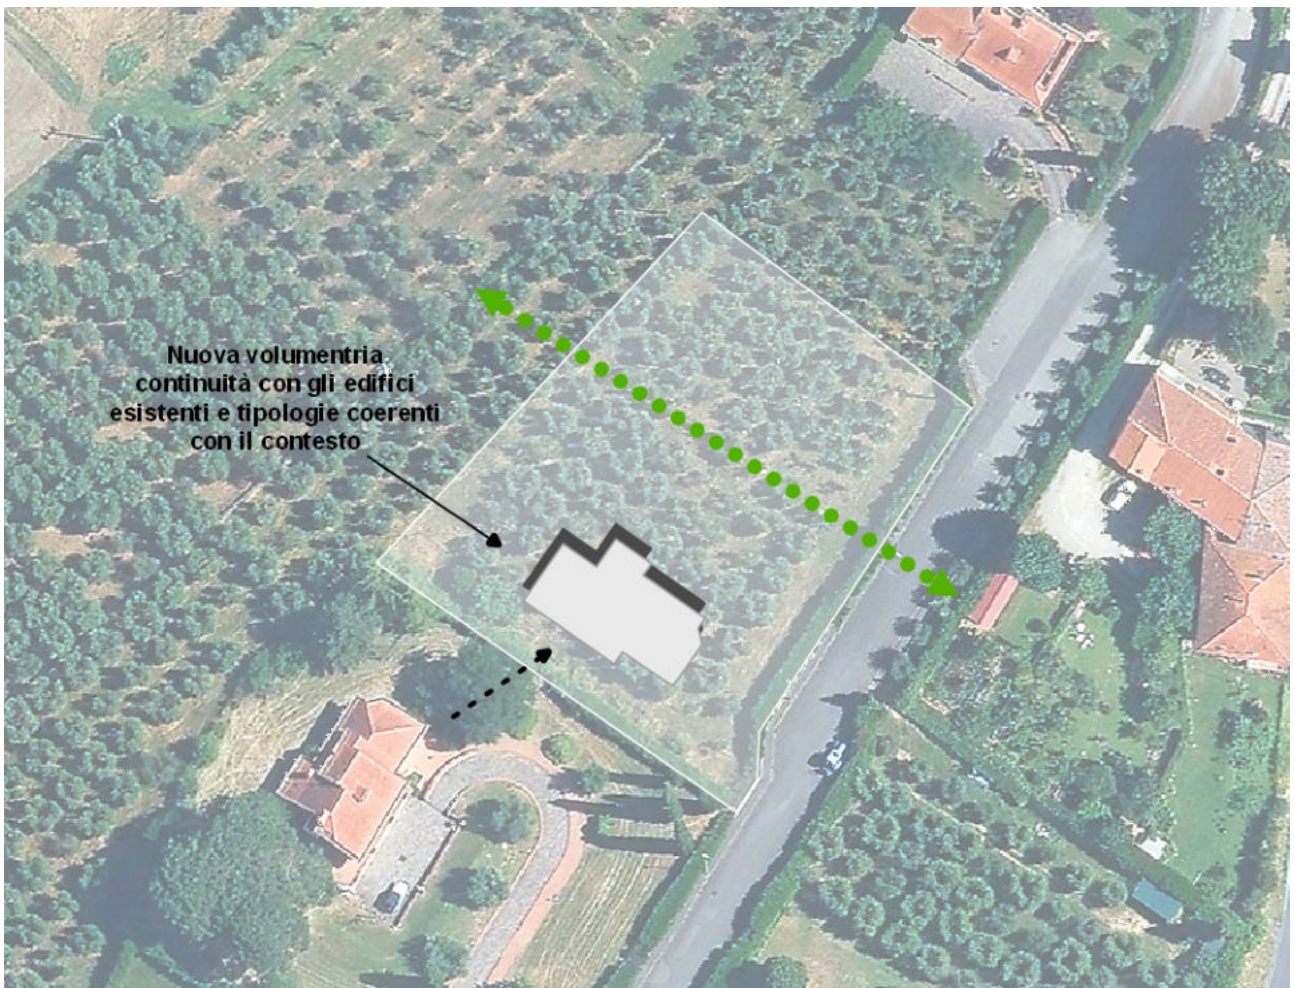 Nuova volumentria
continuità con gli edifici
esistenti e tipologie coerenti
con il contesto